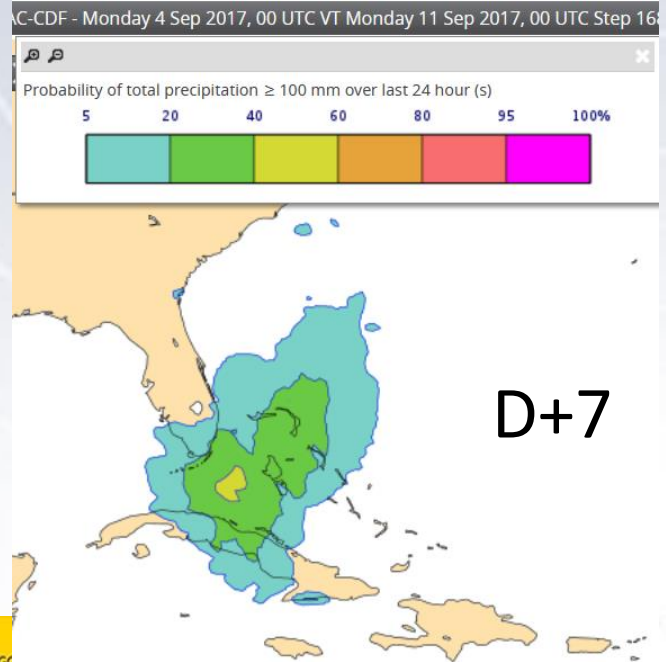 C-CDF - Monday 4 Sep 2017, 00 UTC VT Monday 11 Sep 2017, 00 UTC Step 16
Probability of total precipitation ≥ 100 mm over last 24 hour (s)
5 20 40 60 80 95 100%
D+7